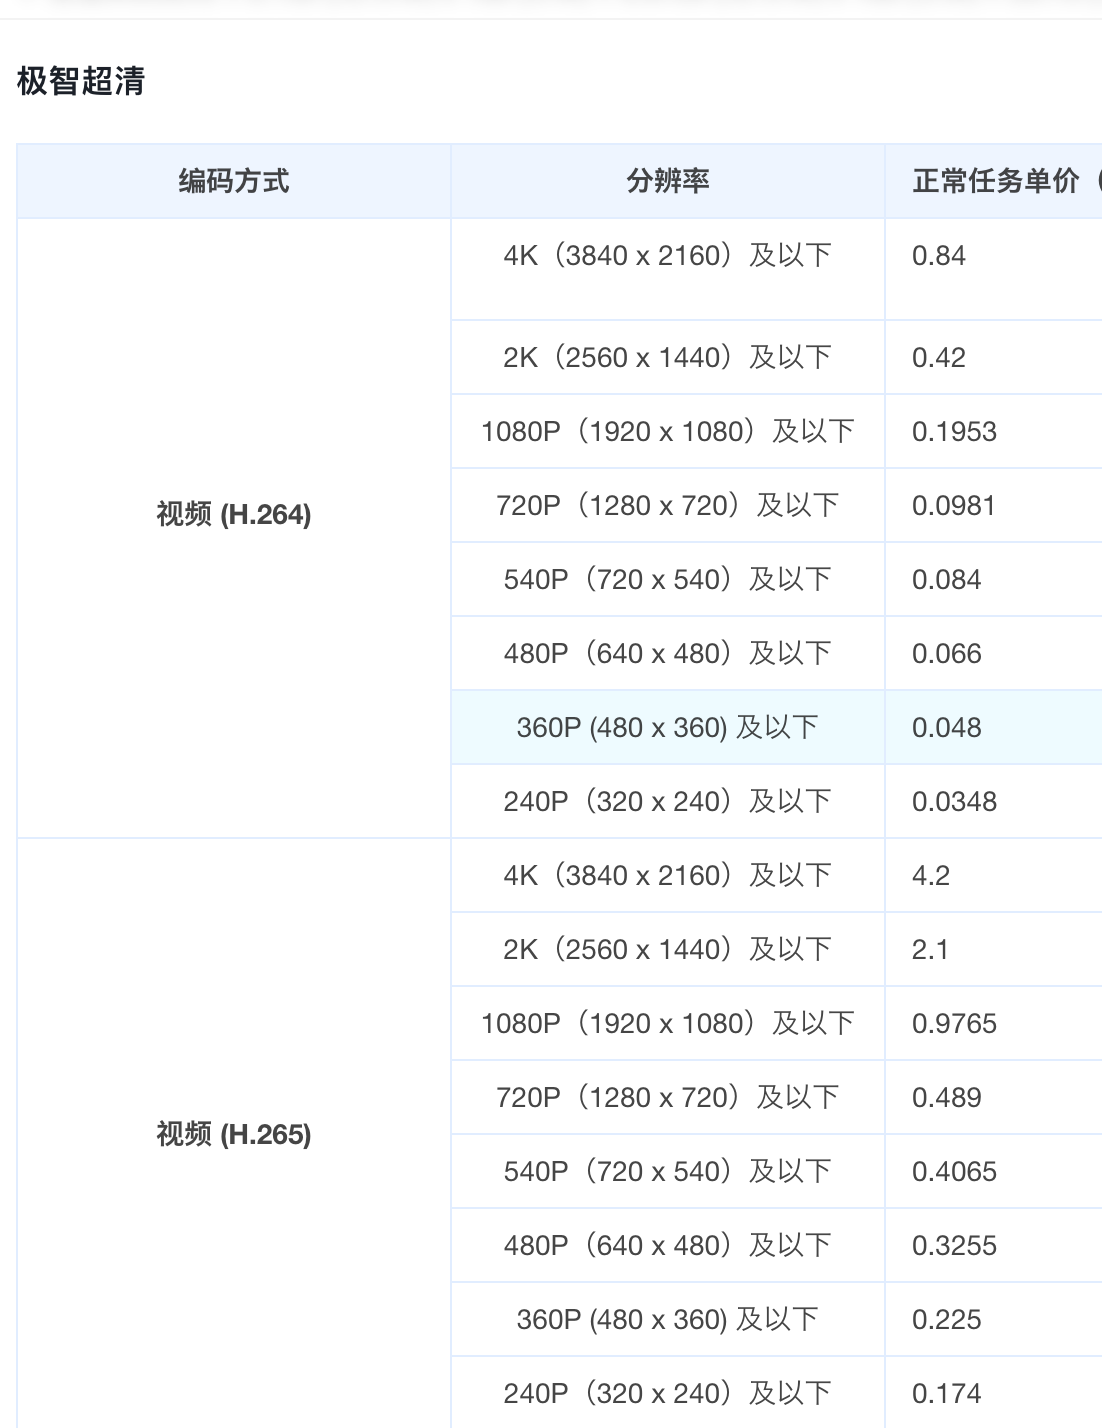 极智超清
编码方式 分辨率 正常任务单价（
视频 (H.264)
4K（3840 x 2160）及以下 0.84
2K（2560 x 1440）及以下 0.42
1080P（1920 x 1080）及以下 0.1953
720P（1280 x 720）及以下 0.0981
540P（720 x 540）及以下 0.084
480P（640 x 480）及以下 0.066
360P (480 x 360) 及以下 0.048
240P（320 x 240）及以下 0.0348
视频 (H.265)
4K（3840 x 2160）及以下 4.2
2K（2560 x 1440）及以下 2.1
1080P（1920 x 1080）及以下 0.9765
720P（1280 x 720）及以下 0.489
540P（720 x 540）及以下 0.4065
480P（640 x 480）及以下 0.3255
360P (480 x 360) 及以下 0.225
240P（320 x 240）及以下 0.174